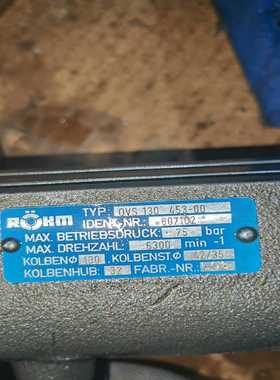 RÖHM
TYP: OVS 130 453-00
IDENT-NR.: 607102
MAX. BETRIEBSDRUCK: 75 bar
MAX. DREHZAHL: 6300 min -1
KOLBENΦ 130 KOLBENST.Φ 42/35
KOLBENHUB: 32 FABR.-NR.